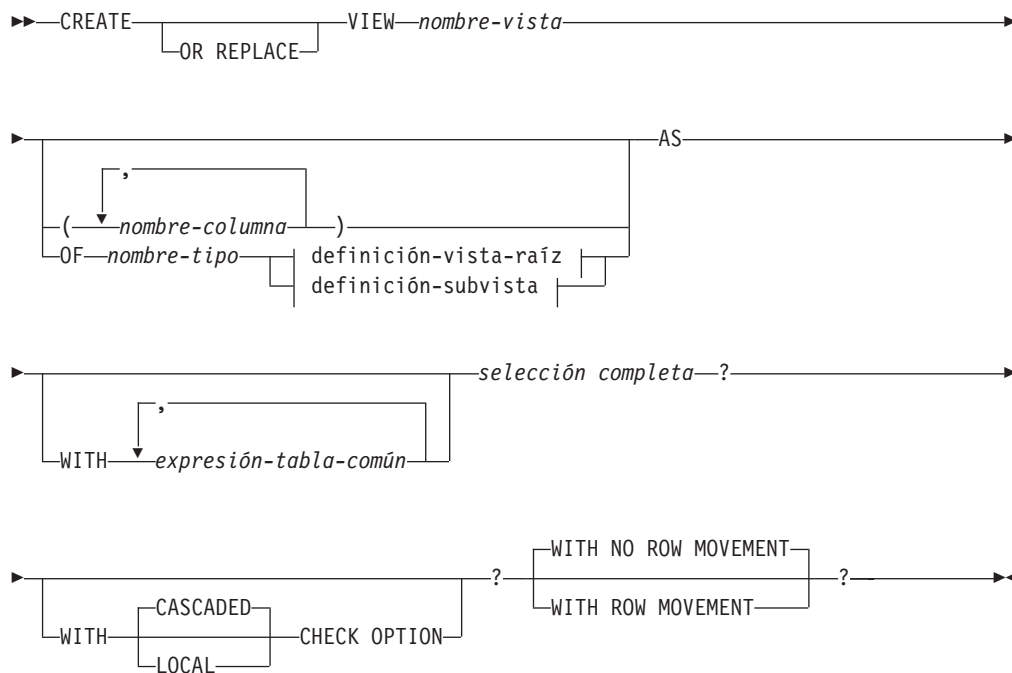 CREATE OR REPLACE VIEW nombre-vista
AS
,
( nombre-columna )
OF nombre-tipo definición-vista-raíz
definición-subvista
selección completa ?
,
WITH expresión-tabla-común
? WITH NO ROW MOVEMENT ?
WITH ROW MOVEMENT
CASCADED
WITH CHECK OPTION
LOCAL